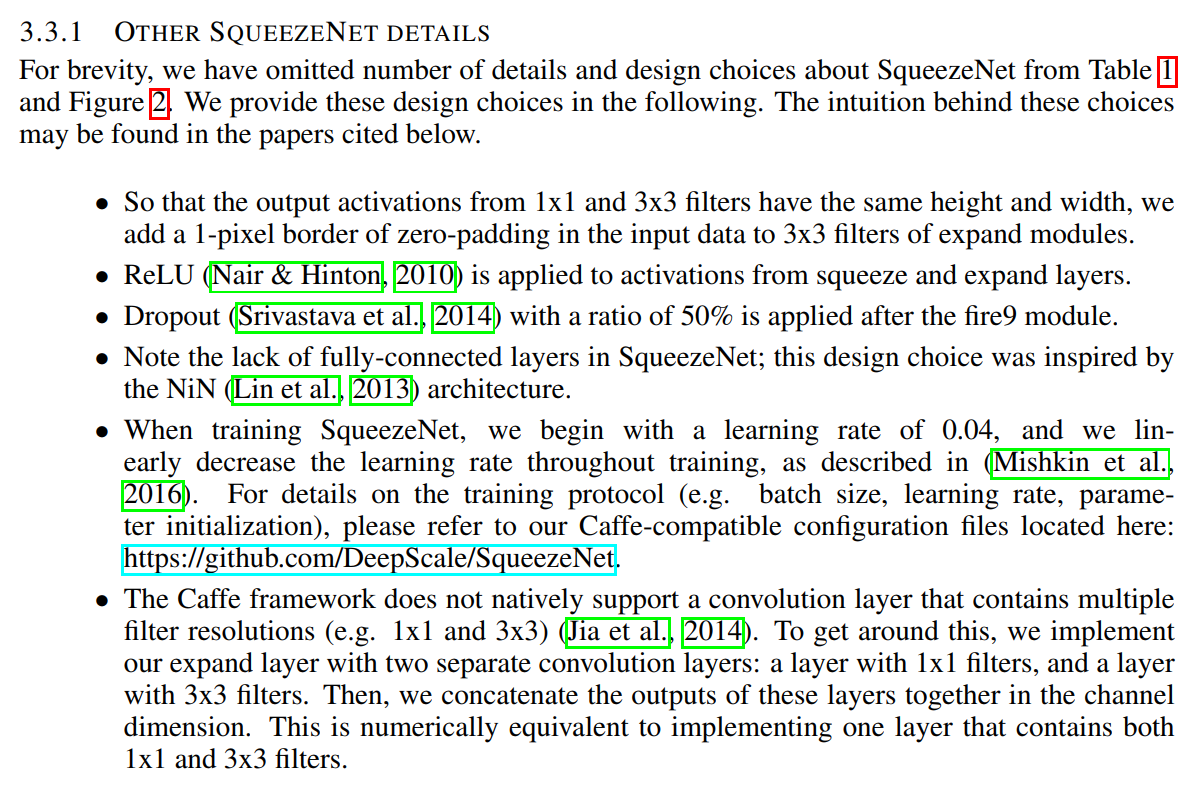 3.3.1 OTHER SQUEEZENET DETAILS
For brevity, we have omitted number of details and design choices about SqueezeNet from Table 1
and Figure 2. We provide these design choices in the following. The intuition behind these choices
may be found in the papers cited below.
• So that the output activations from 1x1 and 3x3 filters have the same height and width, we
add a 1-pixel border of zero-padding in the input data to 3x3 filters of expand modules.
• ReLU (Nair & Hinton, 2010) is applied to activations from squeeze and expand layers.
• Dropout (Srivastava et al., 2014) with a ratio of 50% is applied after the fire9 module.
• Note the lack of fully-connected layers in SqueezeNet; this design choice was inspired by
the NiN (Lin et al., 2013) architecture.
• When training SqueezeNet, we begin with a learning rate of 0.04, and we lin-
early decrease the learning rate throughout training, as described in (Mishkin et al.,
2016). For details on the training protocol (e.g. batch size, learning rate, parame-
ter initialization), please refer to our Caffe-compatible configuration files located here:
https://github.com/DeepScale/SqueezeNet.
• The Caffe framework does not natively support a convolution layer that contains multiple
filter resolutions (e.g. 1x1 and 3x3) (Jia et al., 2014). To get around this, we implement
our expand layer with two separate convolution layers: a layer with 1x1 filters, and a layer
with 3x3 filters. Then, we concatenate the outputs of these layers together in the channel
dimension. This is numerically equivalent to implementing one layer that contains both
1x1 and 3x3 filters.